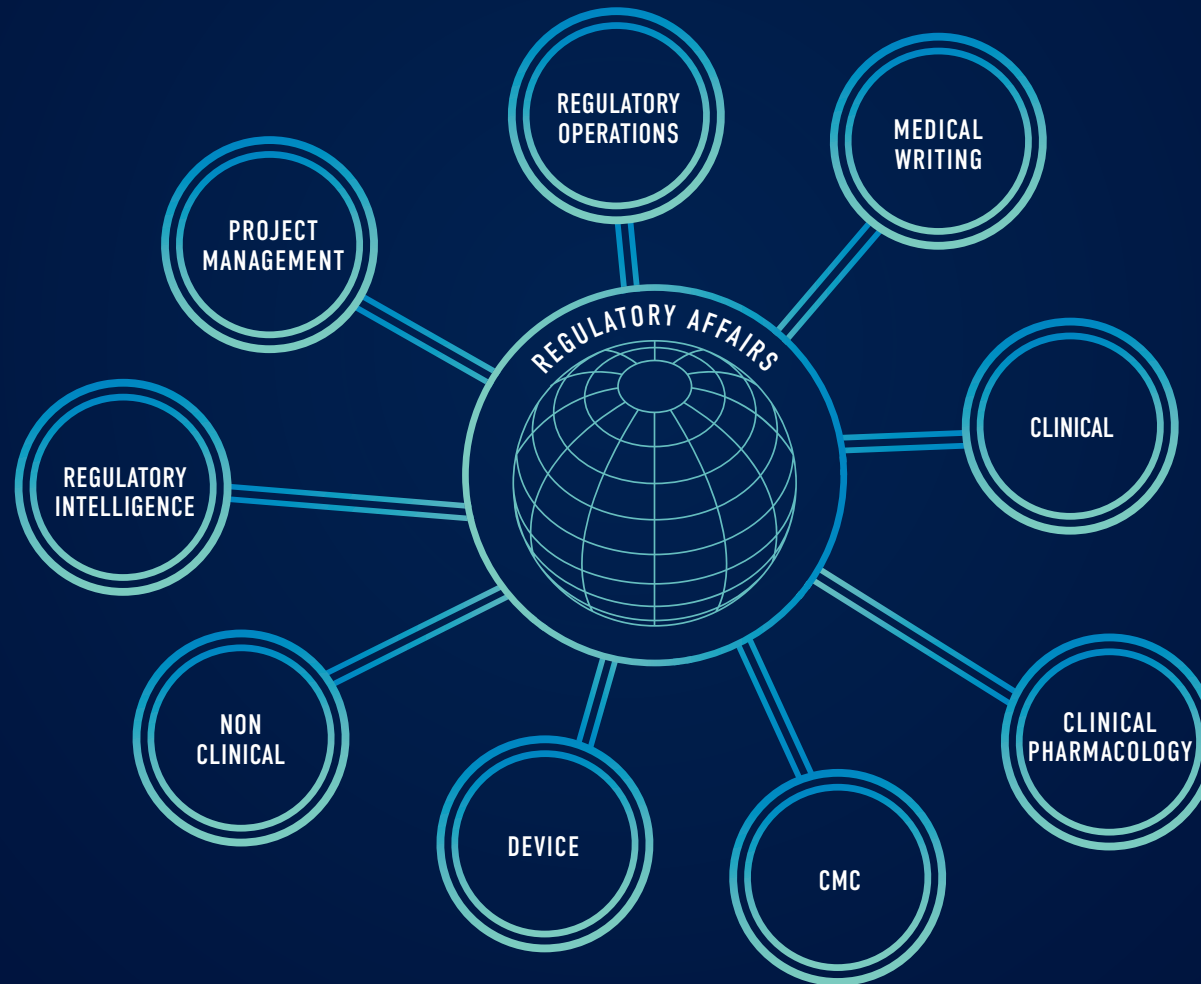 REGULATORY
OPERATIONS
MEDICAL
WRITING
PROJECT
MANAGEMENT
REGULATORY AFFAIRS
CLINICAL
REGULATORY
INTELLIGENCE
NON
CLINICAL
CLINICAL
PHARMACOLOGY
DEVICE
CMC